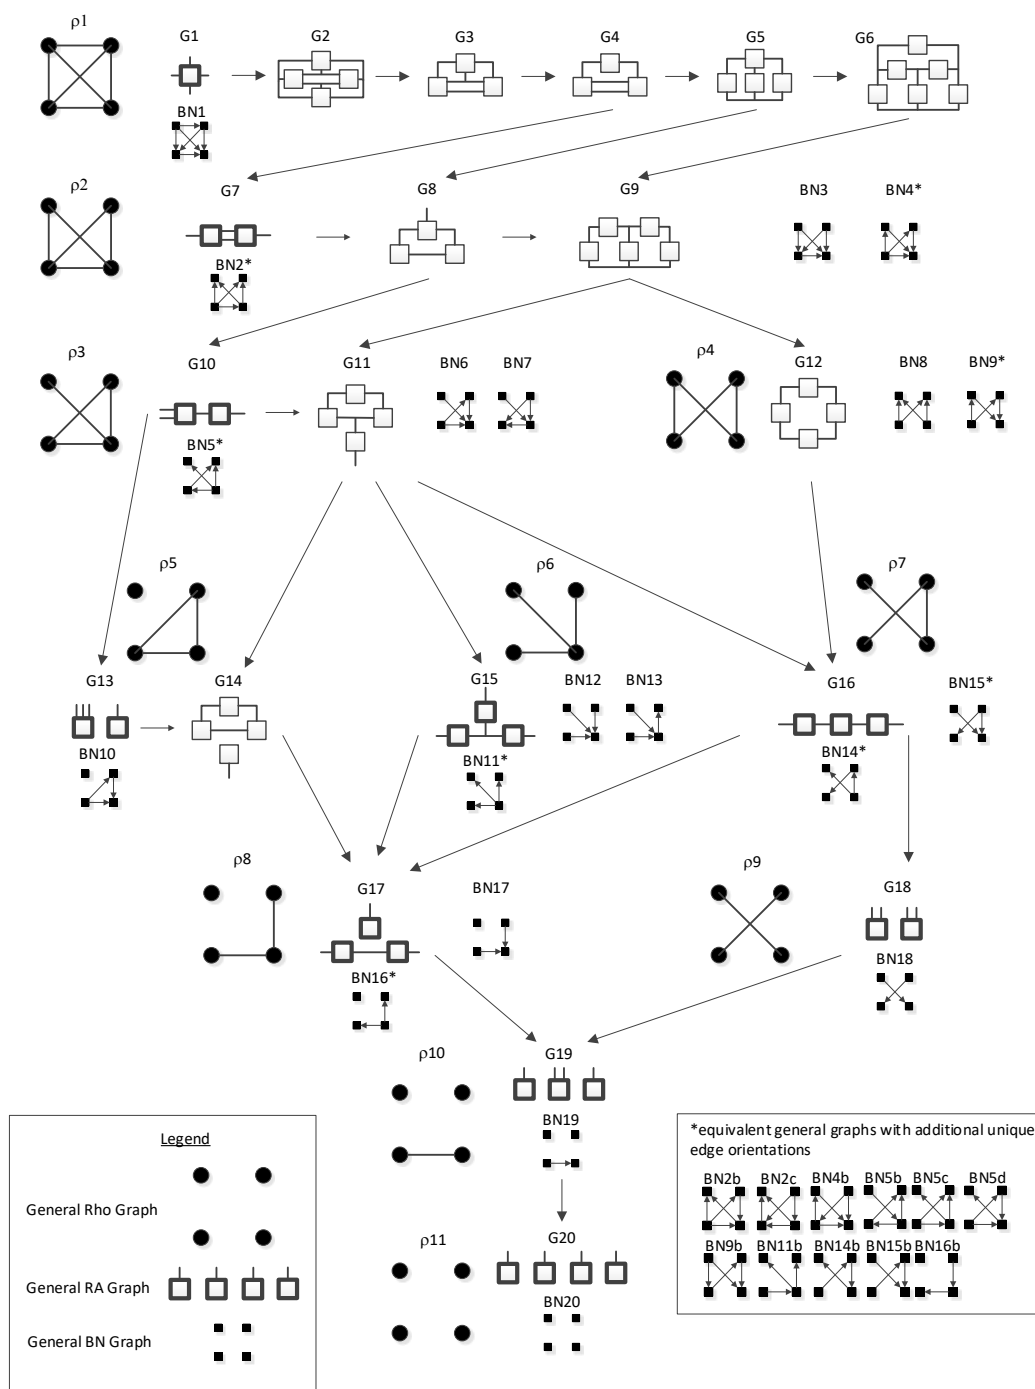 ρ1
G1
G2
G3
G4
G5
G6
BN1
ρ2
G7
G8
G9
BN3
BN4*
BN2*
ρ3
G10
G11
BN6
BN7
ρ4
G12
BN8
BN9*
BN5*
ρ5
ρ6
ρ7
G13
G14
G15
BN12
BN13
G16
BN15*
BN10
BN11*
BN14*
ρ8
G17
BN17
ρ9
G18
BN16*
BN18
ρ10
G19
BN19
ρ11
G20
BN20
Legend
General Rho Graph
General RA Graph
General BN Graph
*equivalent general graphs with additional unique
edge orientations
BN2b
BN2c
BN4b
BN5b
BN5c
BN5d
BN9b
BN11b
BN14b
BN15b
BN16b